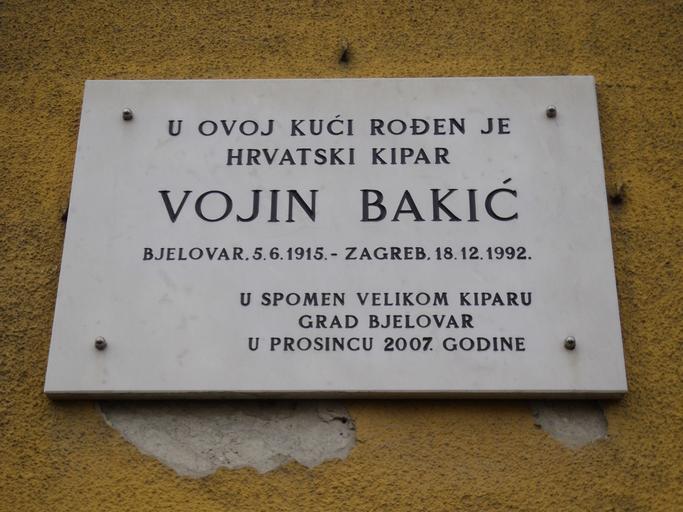 U OVOJ KUĆI ROĐEN JE
HRVATSKI KIPAR
VOJIN BAKIĆ
BJELOVAR, 5.6.1915. - ZAGREB, 18.12.1992.
U SPOMEN VELIKOM KIPARU
GRAD BJELOVAR
U PROSINCU 2007. GODINE